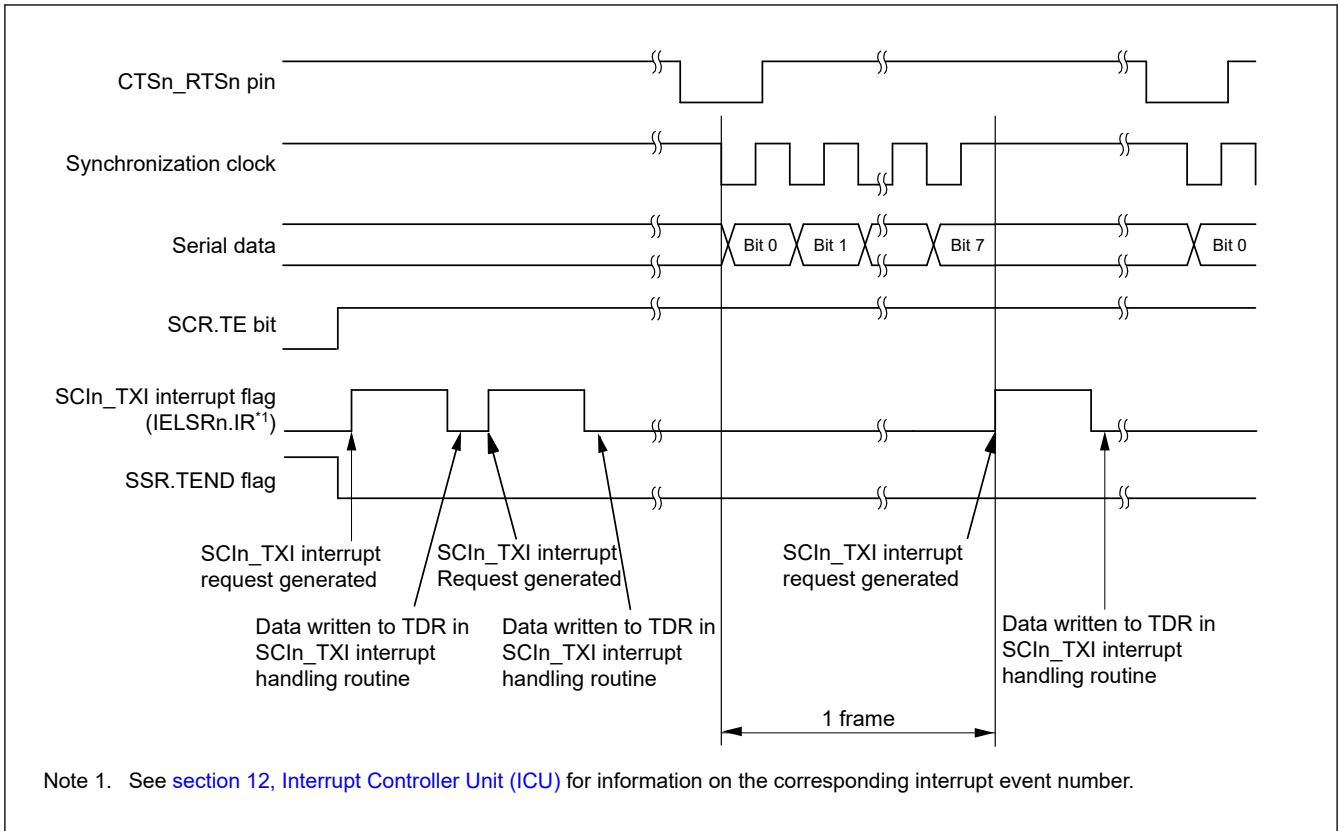 CTSn_RTSn pin
Synchronization clock
Serial data
Bit 0
Bit 1
Bit 7
Bit 0
SCR.TE bit
SCIn_TXI interrupt flag
(IELSRn.IR*1)
SSR.TEND flag
SCIn_TXI interrupt
request generated
SCIn_TXI interrupt
Request generated
SCIn_TXI interrupt
request generated
Data written to TDR in
SCIn_TXI interrupt
handling routine
Data written to TDR in
SCIn_TXI interrupt
handling routine
Data written to TDR in
SCIn_TXI interrupt
handling routine
1 frame
Note 1. See section 12, Interrupt Controller Unit (ICU) for information on the corresponding interrupt event number.